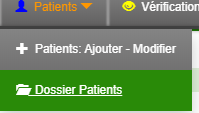 Patients Vérification
Patients: Ajouter - Modifier
Dossier Patients